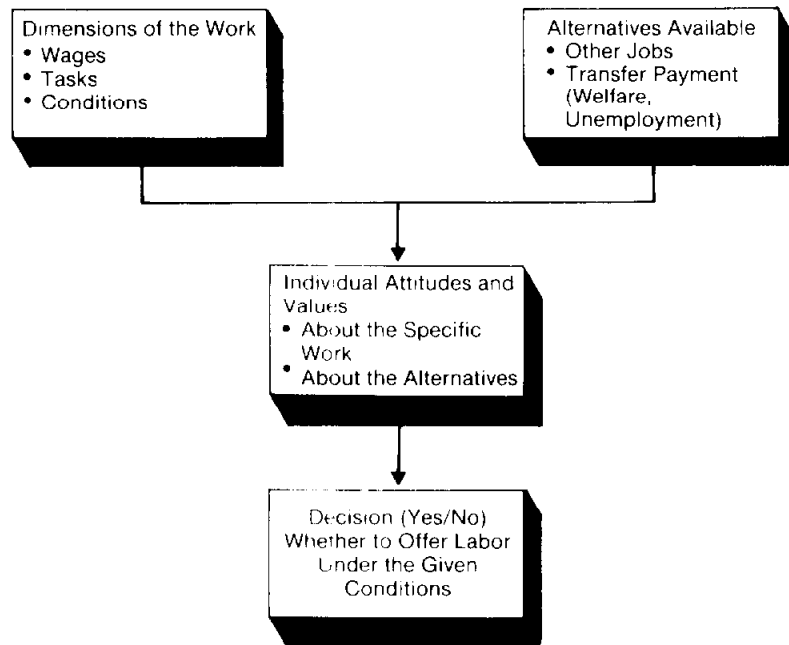 Dimensions of the Work
• Wages
• Tasks
• Conditions
Alternatives Available
• Other Jobs
• Transfer Payment
(Welfare,
Unemployment)
Individual Attitudes and
Values
• About the Specific
Work
• About the Alternatives
Decision (Yes/No)
Whether to Offer Labor
Under the Given
Conditions